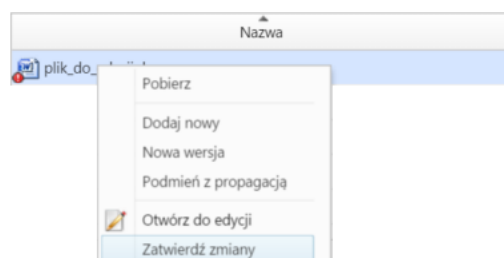 Nazwa
plik_do_
Pobierz
Dodaj nowy
Nowa wersja
Podmień z propagacją
Otwórz do edycji
Zatwierdź zmiany